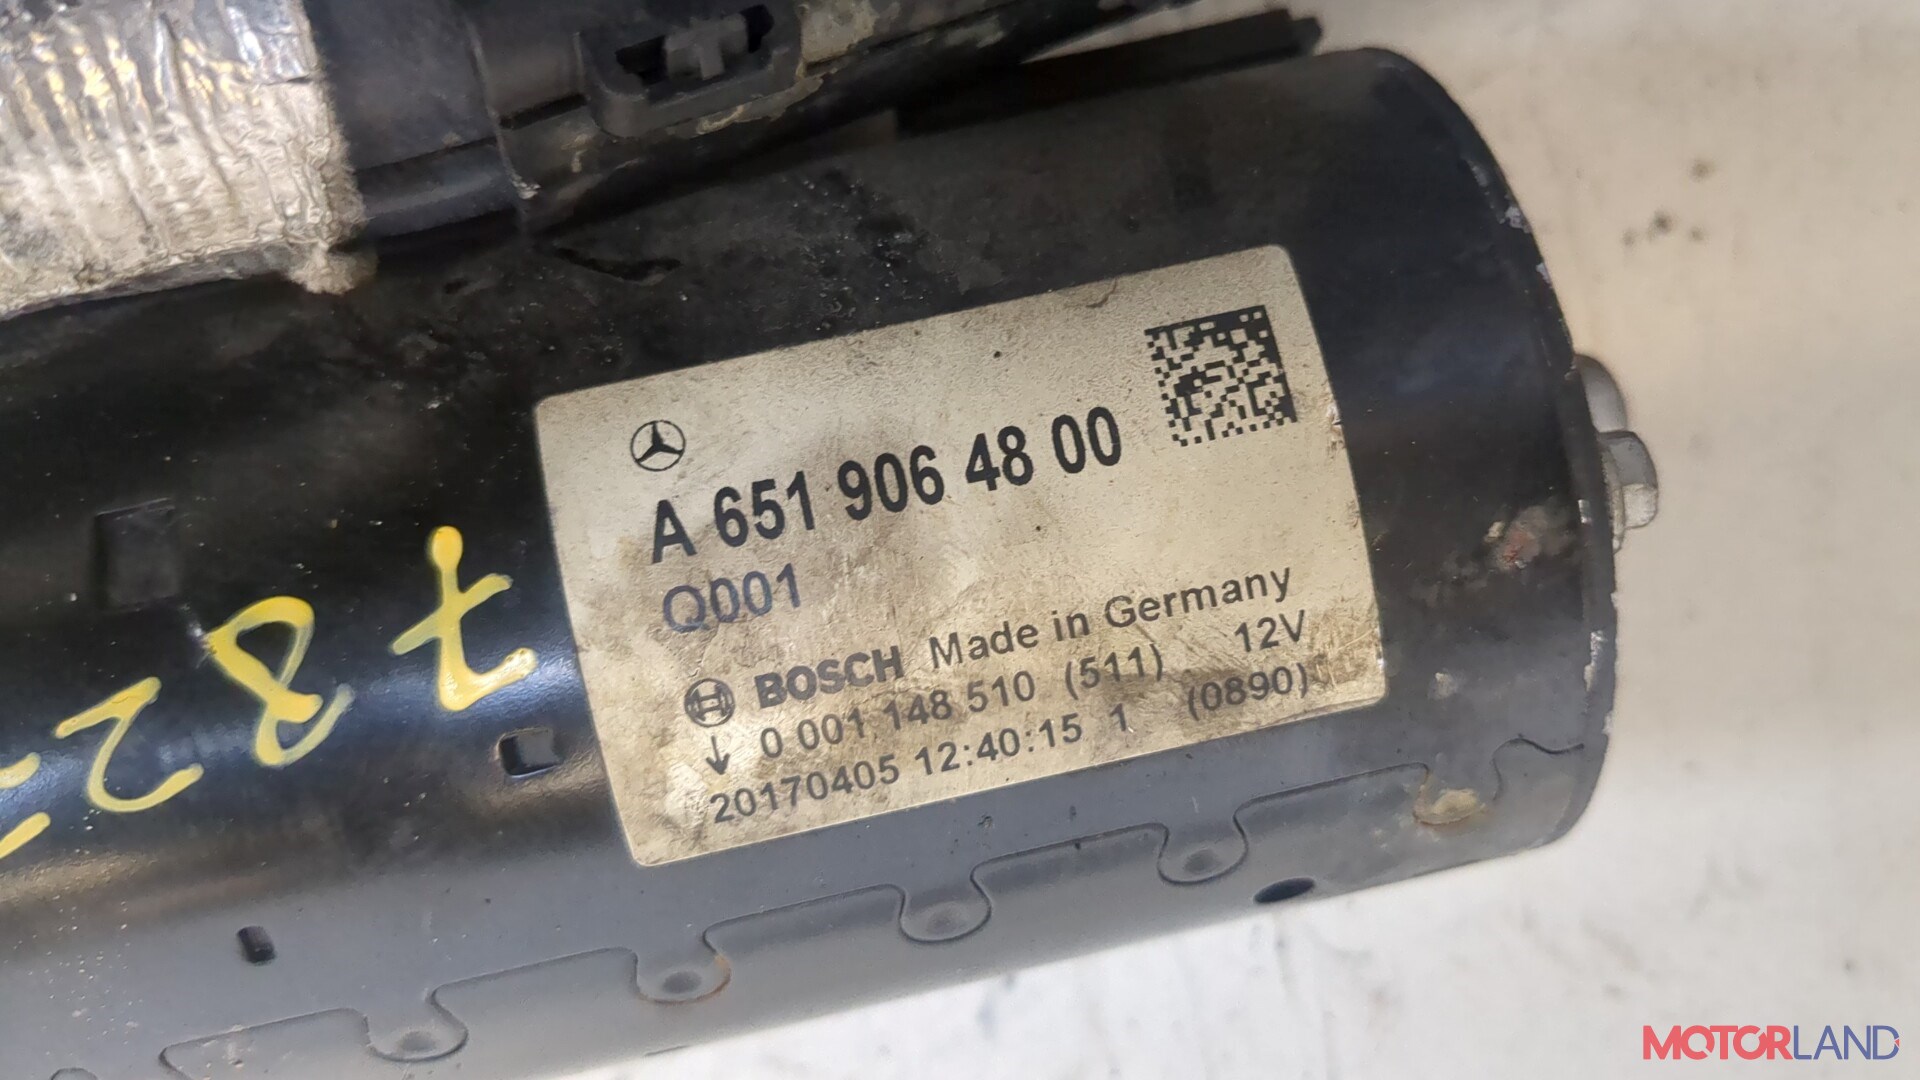 A 651 906 48 00
Q001
BOSCH Made in Germany
0 001 148 510 (511) 12V
20170405 12:40:15 1 (0890)
782
MOTORLAND